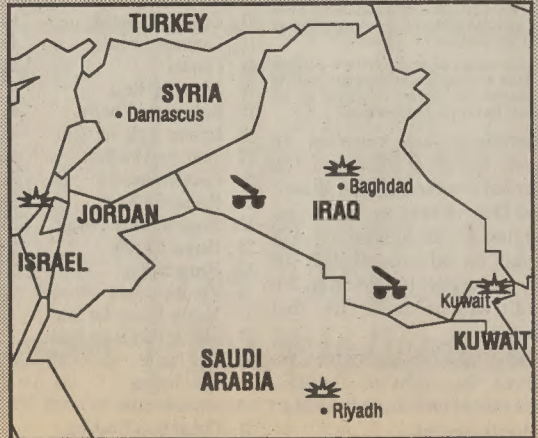 TURKEY
SYRIA
Damascus
Baghdad
JORDAN
IRAQ
ISRAEL
Kuwait
KUWAIT
SAUDI
ARABIA
Riyadh